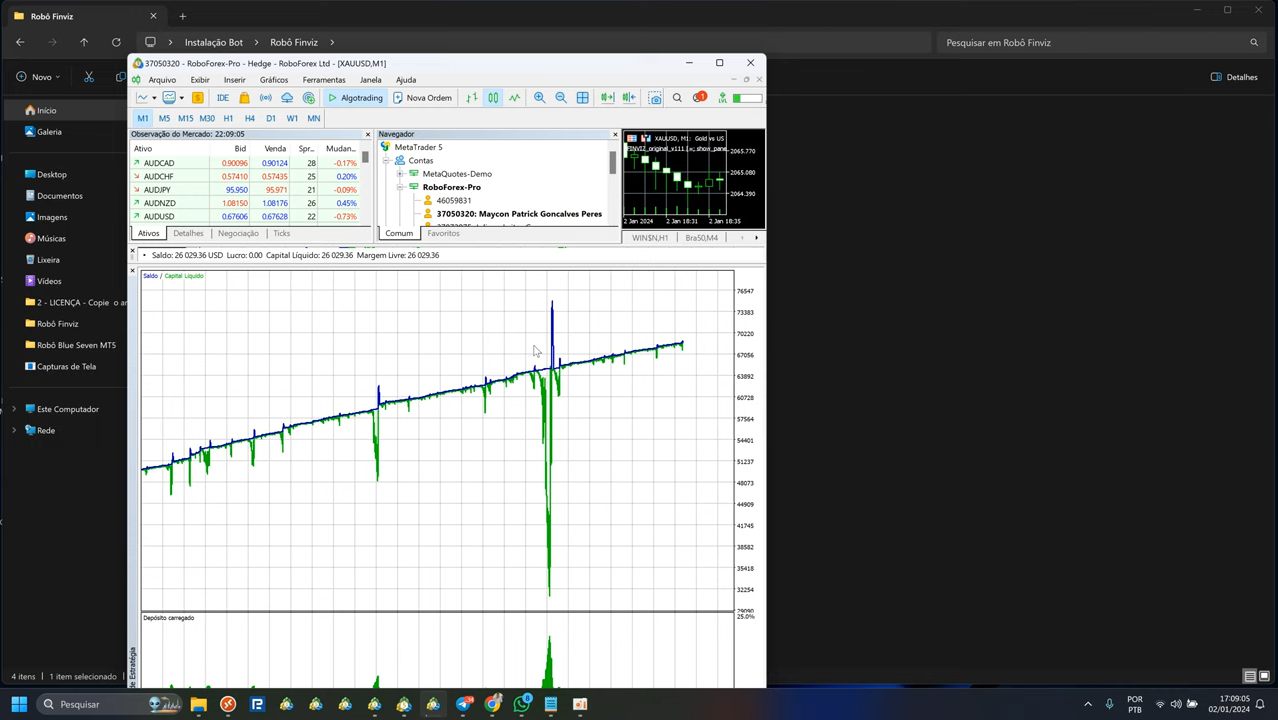 Robô Finviz
Instalação Bot
Robô Finviz
Pesquisar em Robô Finviz
Novo
Detalhes
37050320 - RoboForex-Pro - Hedge - RoboForex Ltd - [XAUUSD,M1]
Arquivo Exibir Inserir Gráficos Ferramentas Janela Ajuda
IDE Algotrading Nova Ordem 1 LVL
M1 M5 M15 M30 H1 H4 D1 W1 MN
Início
Galeria
Desktop
Documentos
Imagens
Músicas
Lixeira
Vídeos
2 - LICENÇA - Copie o ar
Robô Finviz
Robô Blue Seven MT5
Capturas de Tela
Este Computador
Rede
4 itens 1 item selecionado
Observação do Mercado: 22:09:05
Ativo Bid Venda Spr... Mudan...
AUDCAD 0.90096 0.90124 28 -0.17%
AUDCHF 0.57410 0.57435 25 0.20%
AUDJPY 95.950 95.971 21 -0.09%
AUDNZD 1.08150 1.08176 26 0.45%
AUDUSD 0.67606 0.67628 22 -0.73%
Ativos Detalhes Negociação Ticks
Navegador
MetaTrader 5
Contas
MetaQuotes-Demo
RoboForex-Pro
46059831
37050320: Maycon Patrick Goncalves Peres
Comum Favoritos
XAUUSD, M1: Gold vs US
FINVIZ_original_v111 [=; show_pane
2065.770
2065.080
2064.390
2 Jan 2024 2 Jan 18:31 2 Jan 18:35
WIN$N,H1 Bra50,M4
Saldo: 26 029.36 USD Lucro: 0.00 Capital Líquido: 26 029.36 Margem Livre: 26 029.36
Saldo / Capital Líquido
76547
73383
70220
67056
63892
60728
57564
54401
51237
48073
44909
41745
38582
35418
32254
29090
Depósito carregado
25.0%
de Estratégia
Pesquisar
8
POR
PTB
17:09:05
02/01/2024